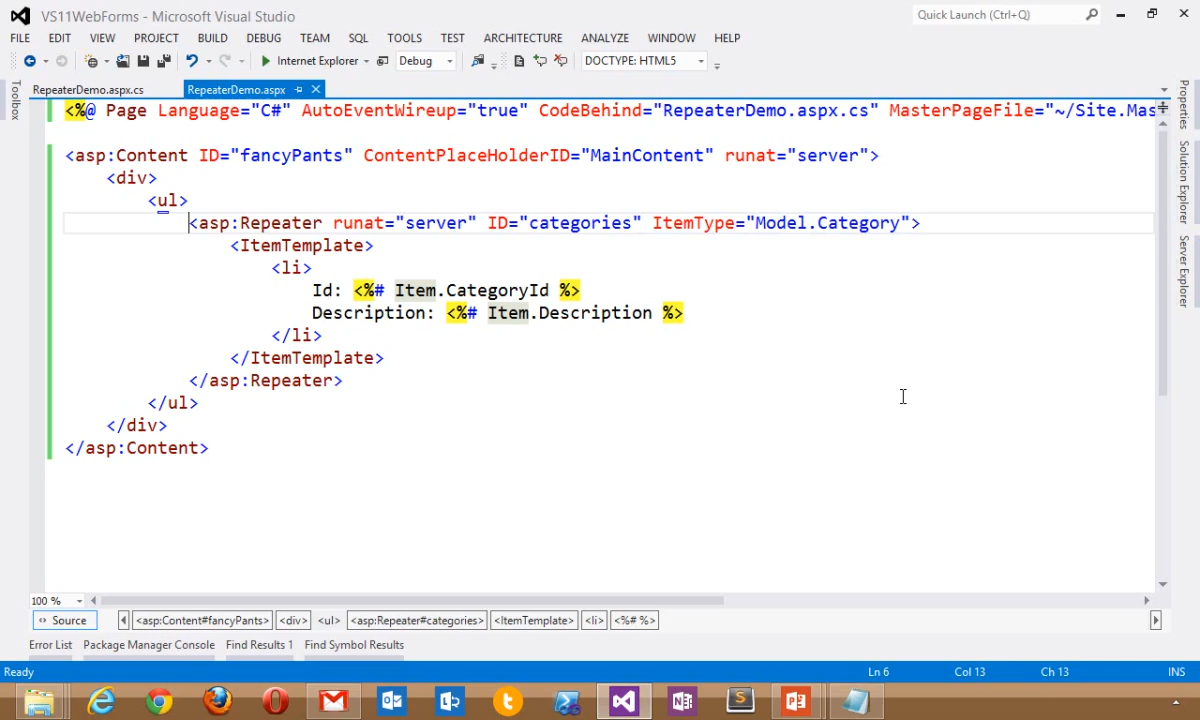 VS11WebForms - Microsoft Visual Studio
Quick Launch (Ctrl+Q)
FILE EDIT VIEW PROJECT BUILD DEBUG TEAM SQL TOOLS TEST ARCHITECTURE ANALYZE WINDOW HELP
Internet Explorer Debug DOCTYPE: HTML5
Toolbox
RepeaterDemo.aspx.cs RepeaterDemo.aspx
<%@ Page Language="C#" AutoEventWireup="true" CodeBehind="RepeaterDemo.aspx.cs" MasterPageFile="~/Site.Mas
<asp:Content ID="fancyPants" ContentPlaceHolderID="MainContent" runat="server">
<div>
<ul>
<asp:Repeater runat="server" ID="categories" ItemType="Model.Category">
<ItemTemplate>
<li>
Id: <%# Item.CategoryId %>
Description: <%# Item.Description %>
</li>
</ItemTemplate>
</asp:Repeater>
</ul>
</div>
</asp:Content>
Properties
Solution Explorer
Server Explorer
100 %
Source <asp:Content#fancyPants> <div> <ul> <asp:Repeater#categories> <ItemTemplate> <li> <%# %>
Error List Package Manager Console Find Results 1 Find Symbol Results
Ready Ln 6 Col 13 Ch 13 INS